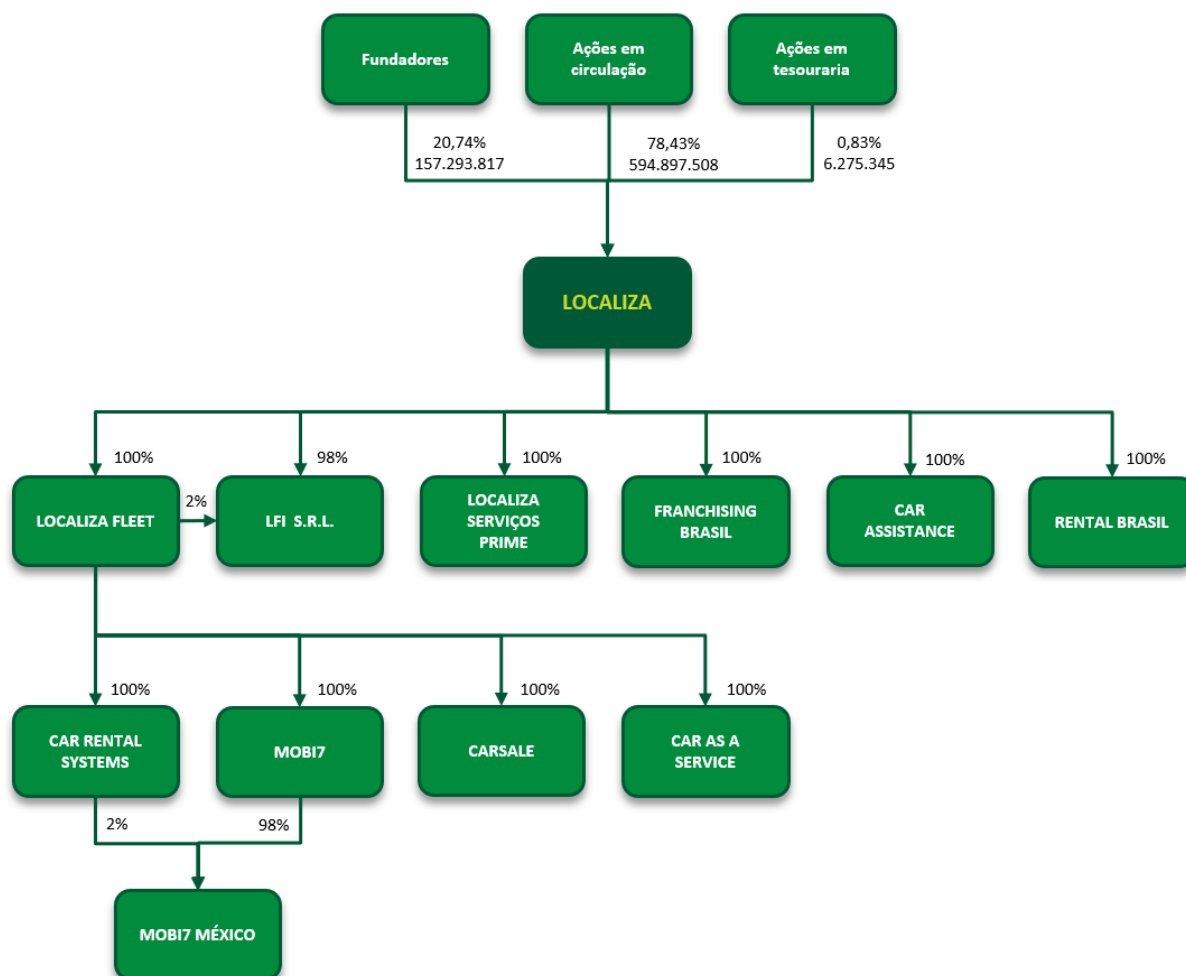 Fundadores
Ações em
circulação
Ações em
tesouraria
20,74%
157.293.817
78,43%
594.897.508
0,83%
6.275.345
LOCALIZA
100%
98%
100%
100%
100%
100%
2%
LOCALIZA FLEET
LFI S.R.L.
LOCALIZA
SERVIÇOS
PRIME
FRANCHISING
BRASIL
CAR
ASSISTANCE
RENTAL BRASIL
100%
100%
100%
100%
CAR RENTAL
SYSTEMS
MOBI7
CARSALE
CAR AS A
SERVICE
2%
98%
MOBI7 MÉXICO